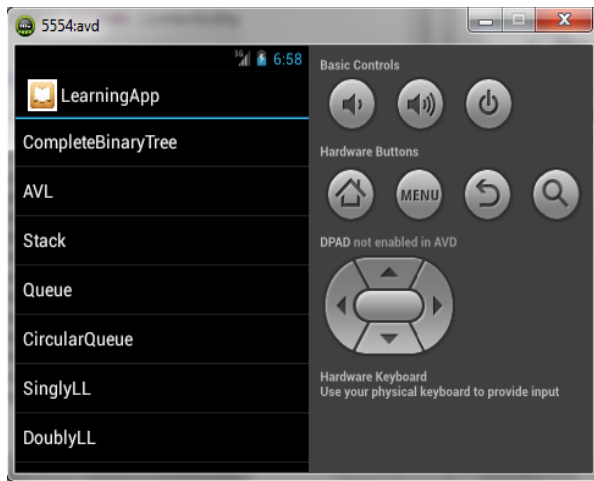 5554:avd
3G 6:58
LearningApp
CompleteBinaryTree
AVL
Stack
Queue
CircularQueue
SinglyLL
DoublyLL
Basic Controls
Hardware Buttons
MENU
DPAD not enabled in AVD
Hardware Keyboard
Use your physical keyboard to provide input